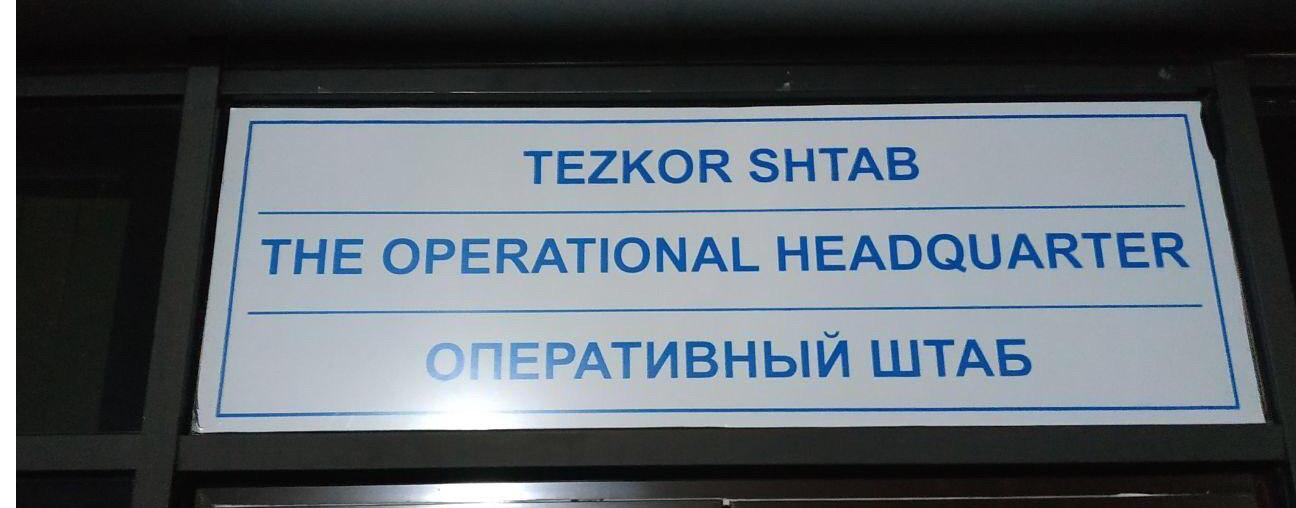 TEZKOR SHTAB
THE OPERATIONAL HEADQUARTER
ОПЕРАТИВНЫЙ ШТАБ